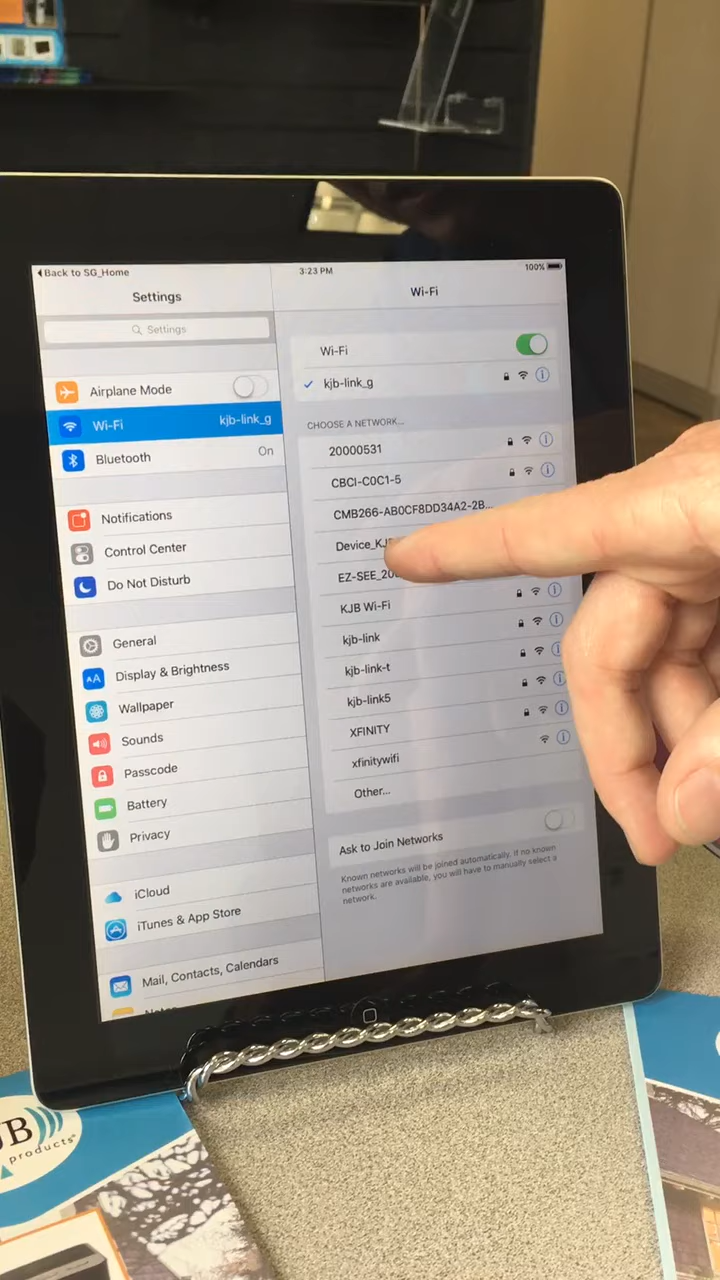 Back to SG_Home
3:23 PM
100%
Settings
Wi-Fi
Settings
Airplane Mode
Wi-Fi kjb-link_g
Bluetooth On
Notifications
Control Center
Do Not Disturb
General
Display & Brightness
Wallpaper
Sounds
Passcode
Battery
Privacy
iCloud
iTunes & App Store
Mail, Contacts, Calendars
Wi-Fi
kjb-link_g
CHOOSE A NETWORK...
20000531
CBCI-C0C1-5
CMB266-AB0CF8DD34A2-2B...
KJB Wi-Fi
kjb-link
kjb-link-t
kjb-link5
XFINITY
xfinitywifi
Other...
Ask to Join Networks
Known networks will be joined automatically. If no known
networks are available, you will have to manually select a
network.
products